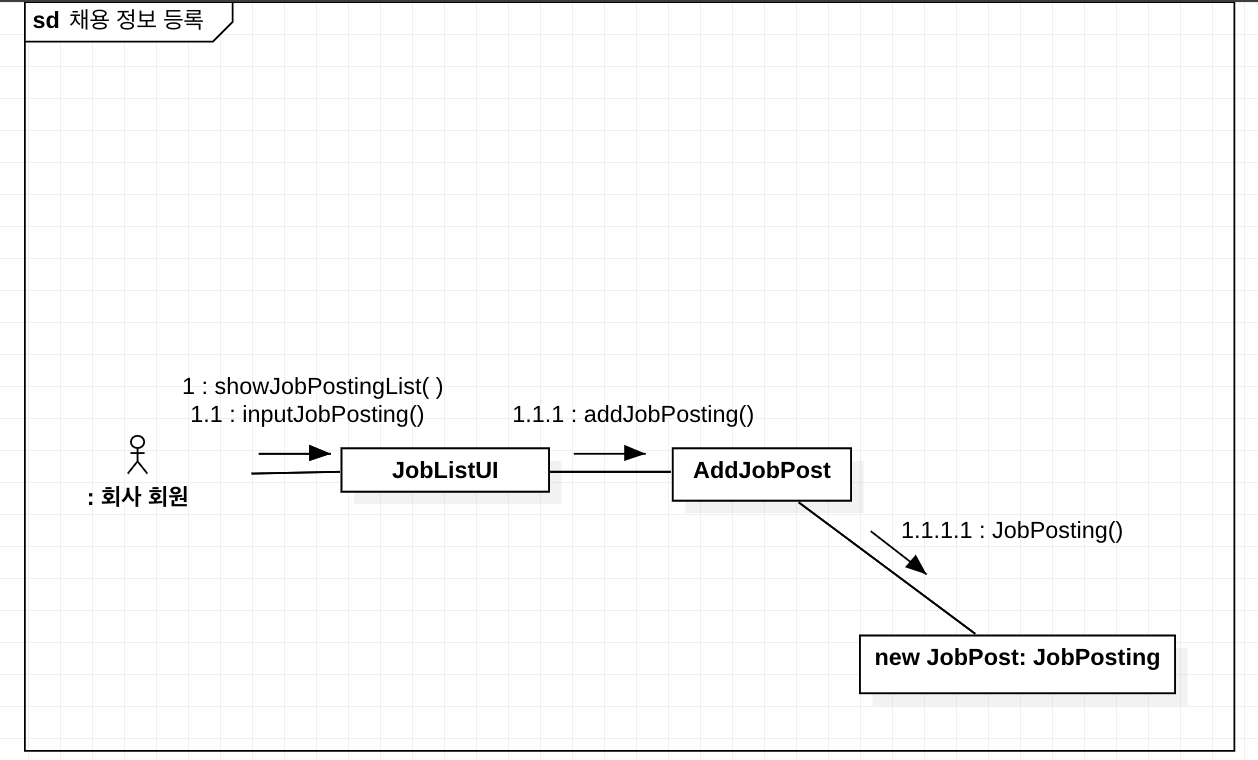 sd 채용 정보 등록
1 : showJobPostingList( )
1.1 : inputJobPosting()
1.1.1 : addJobPosting()
JobListUI
AddJobPost
: 회사 회원
1.1.1.1 : JobPosting()
new JobPost: JobPosting